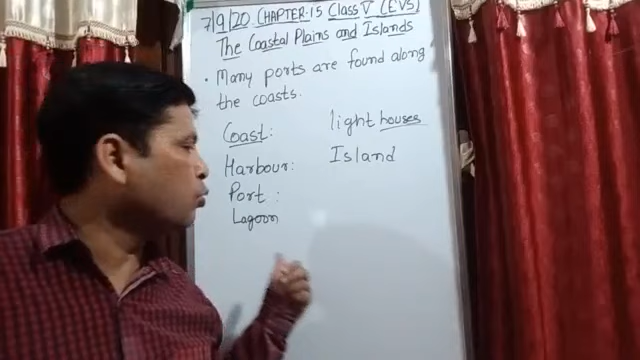 7/9/20 CHAPTER-15 Class V (EVS)
The Coastal Plains and Islands
• Many ports are found along
the coasts.
Coast: light houses
Harbour: Island
Port:
Lagoon